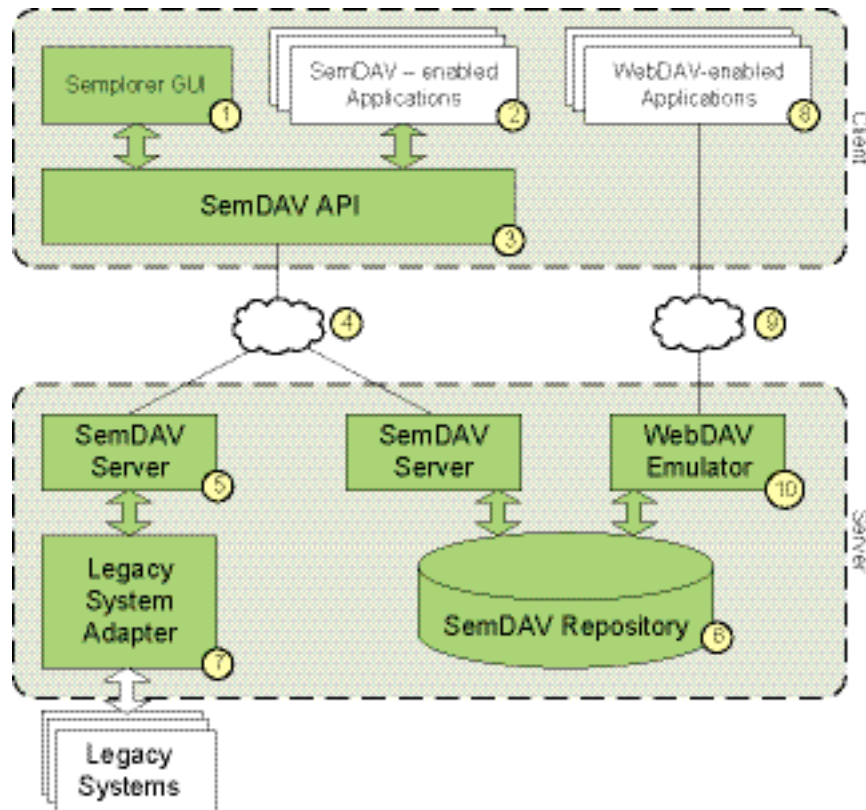 Semplorer GUI
1
SemDAV – enabled
Applications
2
WebDAV-enabled
Applications
8
Client
SemDAV API
3
4
9
SemDAV
Server
5
SemDAV
Server
WebDAV
Emulator
10
Server
Legacy
System
Adapter
7
SemDAV Repository
6
Legacy
Systems